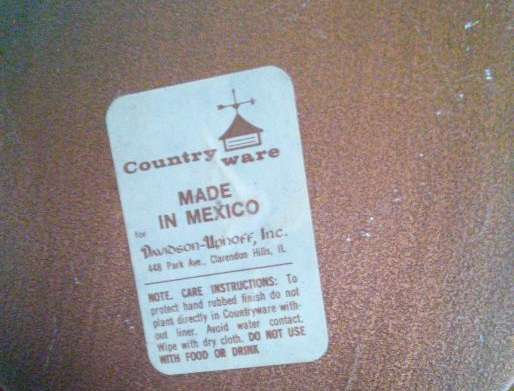 Country ware
MADE
IN MEXICO
for
Davidson-Uphoff, Inc.
448 Park Ave., Clarendon Hills, IL
NOTE. CARE INSTRUCTIONS: To
protect hand rubbed finish do not
plant directly in Countryware with-
out liner. Avoid water contact.
Wipe with dry cloth. DO NOT USE
WITH FOOD OR DRINK